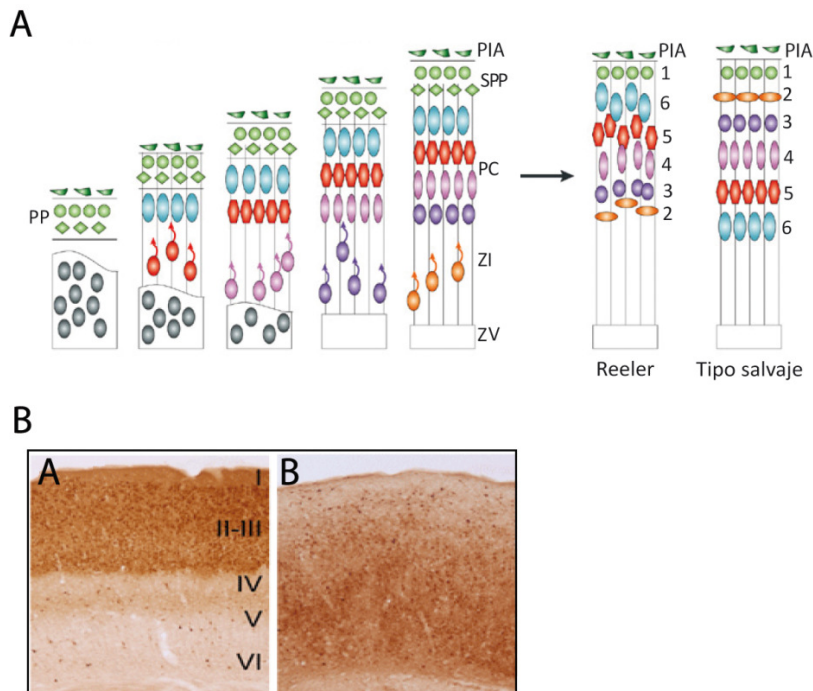 A
PIA
SPP
PP
PC
ZI
ZV
PIA
1
6
5
4
3
2
Reeler
PIA
1
2
3
4
5
6
Tipo salvaje
B
A
I
II-III
IV
V
VI
B